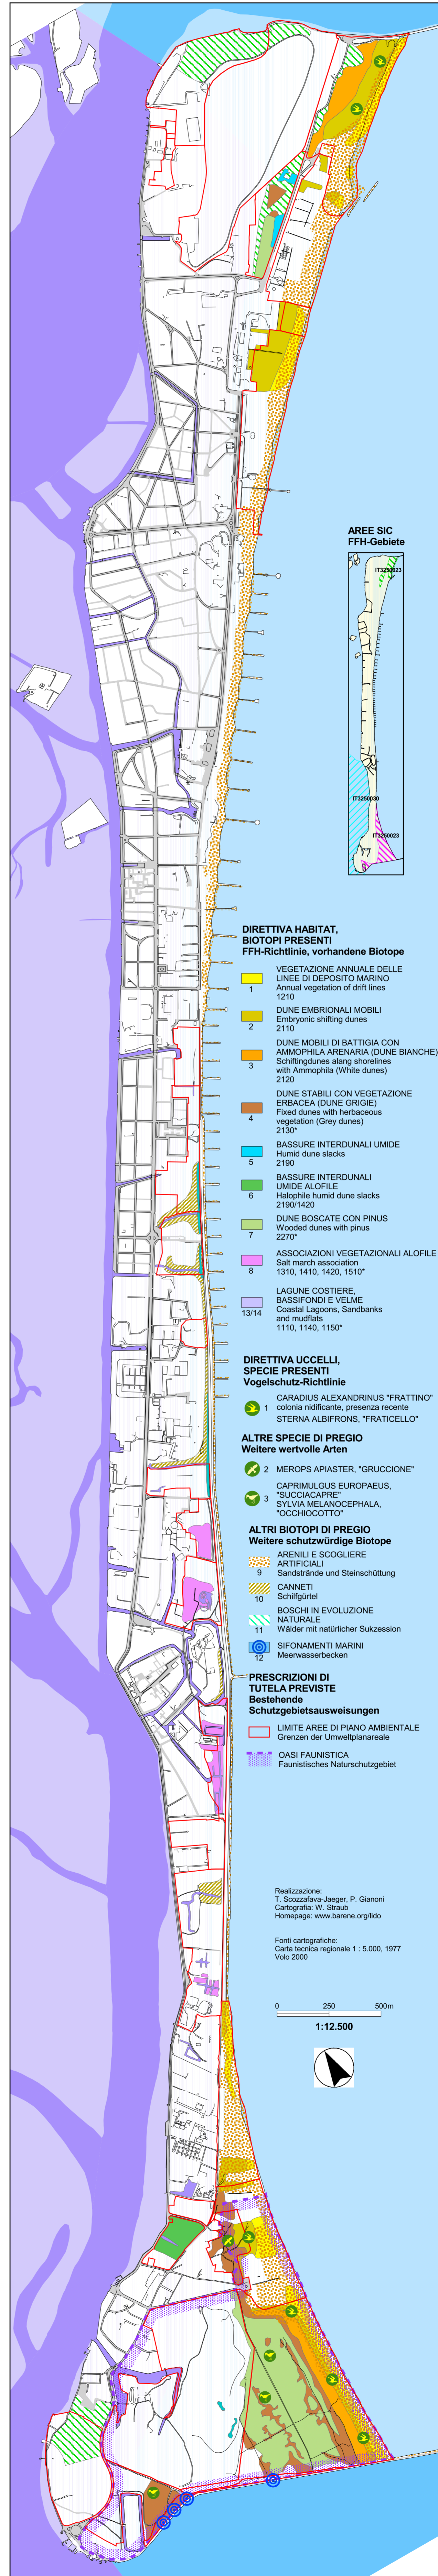 AREE SIC
FFH-Gebiete
IT3250023
IT3250030
IT3250023
DIRETTIVA HABITAT,
BIOTOPI PRESENTI
FFH-Richtlinie, vorhandene Biotope
1
VEGETAZIONE ANNUALE DELLE
LINEE DI DEPOSITO MARINO
Annual vegetation of drift lines
1210
2
DUNE EMBRIONALI MOBILI
Embryonic shifting dunes
2110
3
DUNE MOBILI DI BATTIGIA CON
AMMOPHILA ARENARIA (DUNE BIANCHE)
Schiftingdunes alang shorelines
with Ammophila (White dunes)
2120
4
DUNE STABILI CON VEGETAZIONE
ERBACEA (DUNE GRIGIE)
Fixed dunes with herbaceous
vegetation (Grey dunes)
2130*
5
BASSURE INTERDUNALI UMIDE
Humid dune slacks
2190
6
BASSURE INTERDUNALI
UMIDE ALOFILE
Halophile humid dune slacks
2190/1420
7
DUNE BOSCATE CON PINUS
Wooded dunes with pinus
2270*
8
ASSOCIAZIONI VEGETAZIONALI ALOFILE
Salt march association
1310, 1410, 1420, 1510*
13/14
LAGUNE COSTIERE,
BASSIFONDI E VELME
Coastal Lagoons, Sandbanks
and mudflats
1110, 1140, 1150*
DIRETTIVA UCCELLI,
SPECIE PRESENTI
Vogelschutz-Richtlinie
1 CARADIUS ALEXANDRINUS "FRATTINO"
colonia nidificante, presenza recente
STERNA ALBIFRONS, "FRATICELLO"
ALTRE SPECIE DI PREGIO
Weitere wertvolle Arten
2 MEROPS APIASTER, "GRUCCIONE"
3 CAPRIMULGUS EUROPAEUS,
"SUCCIACAPRE"
SYLVIA MELANOCEPHALA,
"OCCHIOCOTTO"
ALTRI BIOTOPI DI PREGIO
Weitere schutzwürdige Biotope
9
ARENILI E SCOGLIERE
ARTIFICIALI
Sandstrände und Steinschüttung
10
CANNETI
Schilfgürtel
11
BOSCHI IN EVOLUZIONE
NATURALE
Wälder mit natürlicher Sukzession
12
SIFONAMENTI MARINI
Meerwasserbecken
PRESCRIZIONI DI
TUTELA PREVISTE
Bestehende
Schutzgebietsausweisungen
LIMITE AREE DI PIANO AMBIENTALE
Grenzen der Umweltplanareale
OASI FAUNISTICA
Faunistisches Naturschutzgebiet
Realizzazione:
T. Scozzafava-Jaeger, P. Gianoni
Cartografia: W. Straub
Homepage: www.barene.org/lido
Fonti cartografiche:
Carta tecnica regionale 1 : 5.000, 1977
Volo 2000
0 250 500m
1:12.500